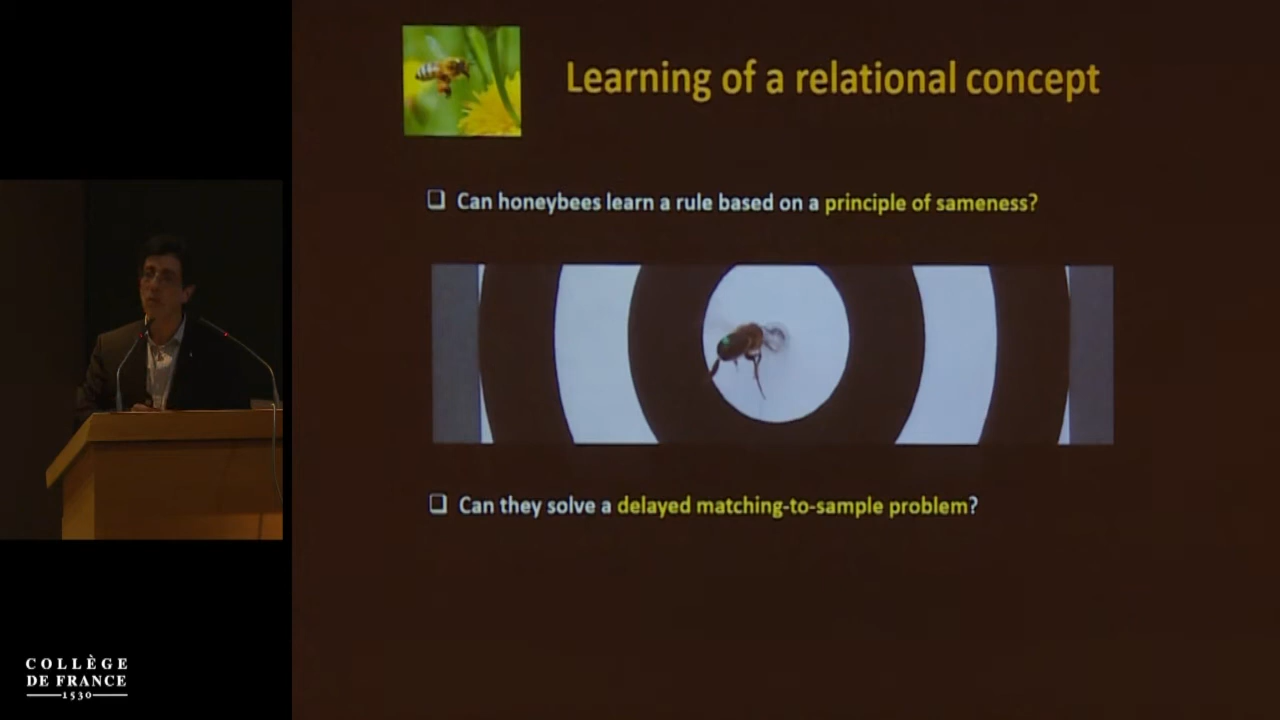 Learning of a relational concept
Can honeybees learn a rule based on a principle of sameness?
Can they solve a delayed matching-to-sample problem?
COLLÈGE
DE FRANCE
1530